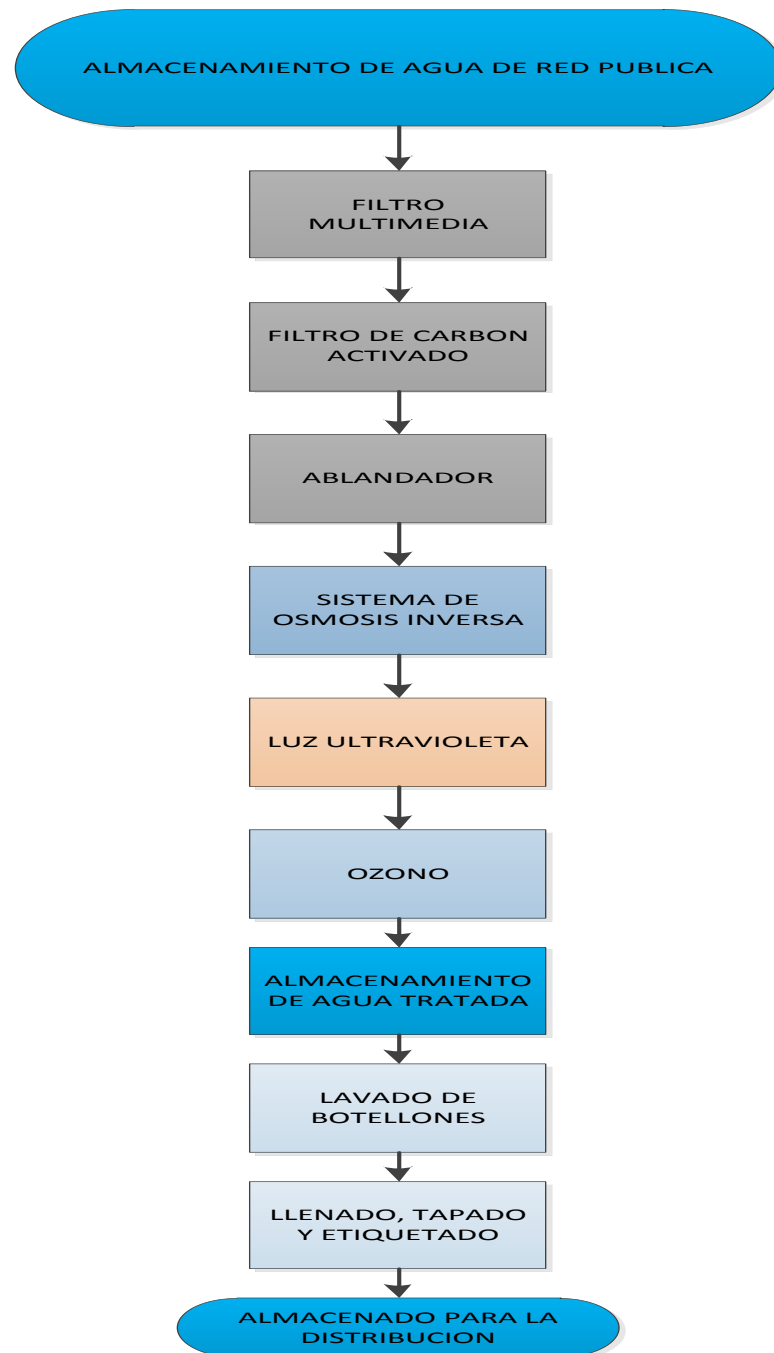 ALMACENAMIENTO DE AGUA DE RED PUBLICA
FILTRO
MULTIMEDIA
FILTRO DE CARBON
ACTIVADO
ABLANDADOR
SISTEMA DE
OSMOSIS INVERSA
LUZ ULTRAVIOLETA
OZONO
ALMACENAMIENTO
DE AGUA TRATADA
LAVADO DE
BOTELLONES
LLENADO, TAPADO
Y ETIQUETADO
ALMACENADO PARA LA
DISTRIBUCION